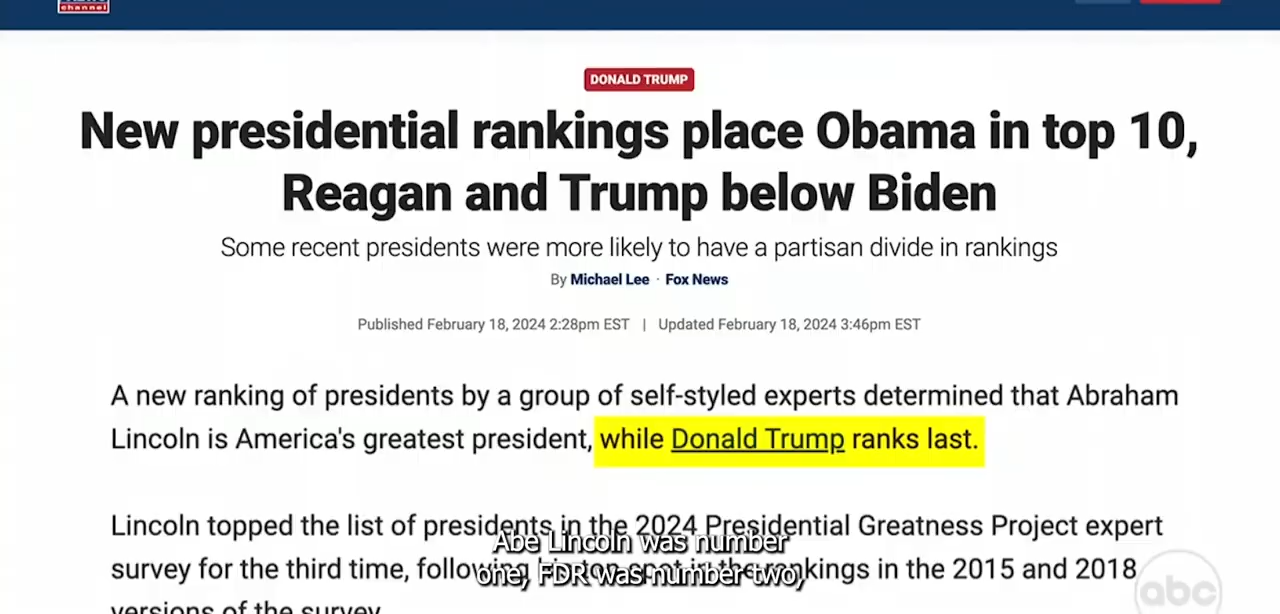 channel
DONALD TRUMP
New presidential rankings place Obama in top 10,
Reagan and Trump below Biden
Some recent presidents were more likely to have a partisan divide in rankings
By Michael Lee · Fox News
Published February 18, 2024 2:28pm EST | Updated February 18, 2024 3:46pm EST
A new ranking of presidents by a group of self-styled experts determined that Abraham
Lincoln is America's greatest president, while Donald Trump ranks last.
Lincoln topped the list of presidents in the 2024 Presidential Greatness Project expert
Abe Lincoln was number
survey for the third time, following spot in the rankings in the 2015 and 2018
one, FDR was number two,
versions of the survey
abc